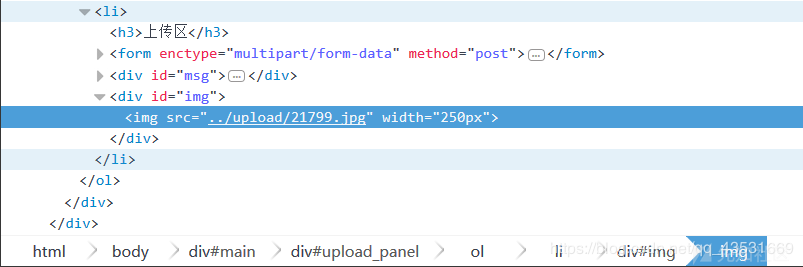 <li>
<h3>上传区</h3>
<form enctype="multipart/form-data" method="post"></form>
<div id="msg"></div>
<div id="img">
<img src="../upload/21799.jpg" width="250px">
</div>
</li>
</ol>
</div>
</div>
html body div#main div#upload_panel ol li div#img img